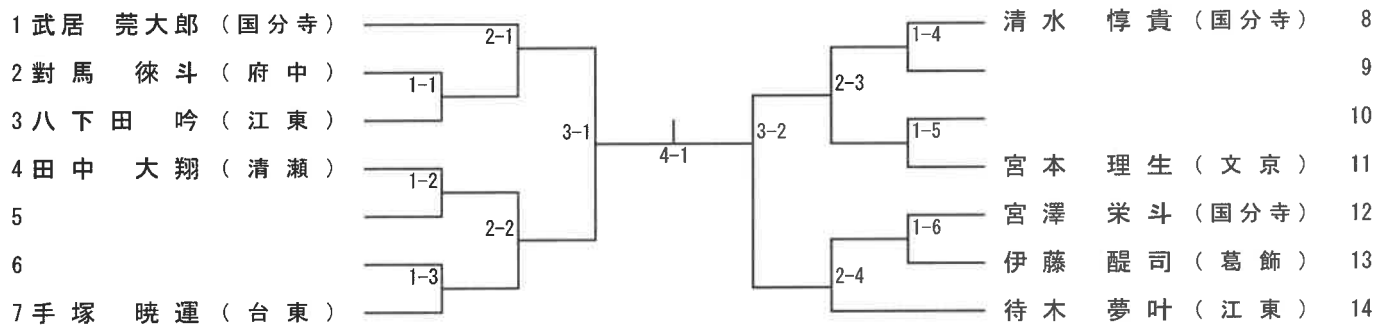 1 武居 莞大郎 (国分寺)
2 對馬 徠斗 (府中)
3 八下田 吟 (江東)
4 田中 大翔 (清瀬)
5
6
7 手塚 暁運 (台東)
2-1
1-1
3-1
1-2
2-2
1-3
4-1
3-2
1-4
2-3
1-5
1-6
2-4
清水 惇貴 (国分寺) 8
9
10
宮本 理生 (文京) 11
宮澤 栄斗 (国分寺) 12
伊藤 醍司 (葛飾) 13
待木 夢叶 (江東) 14